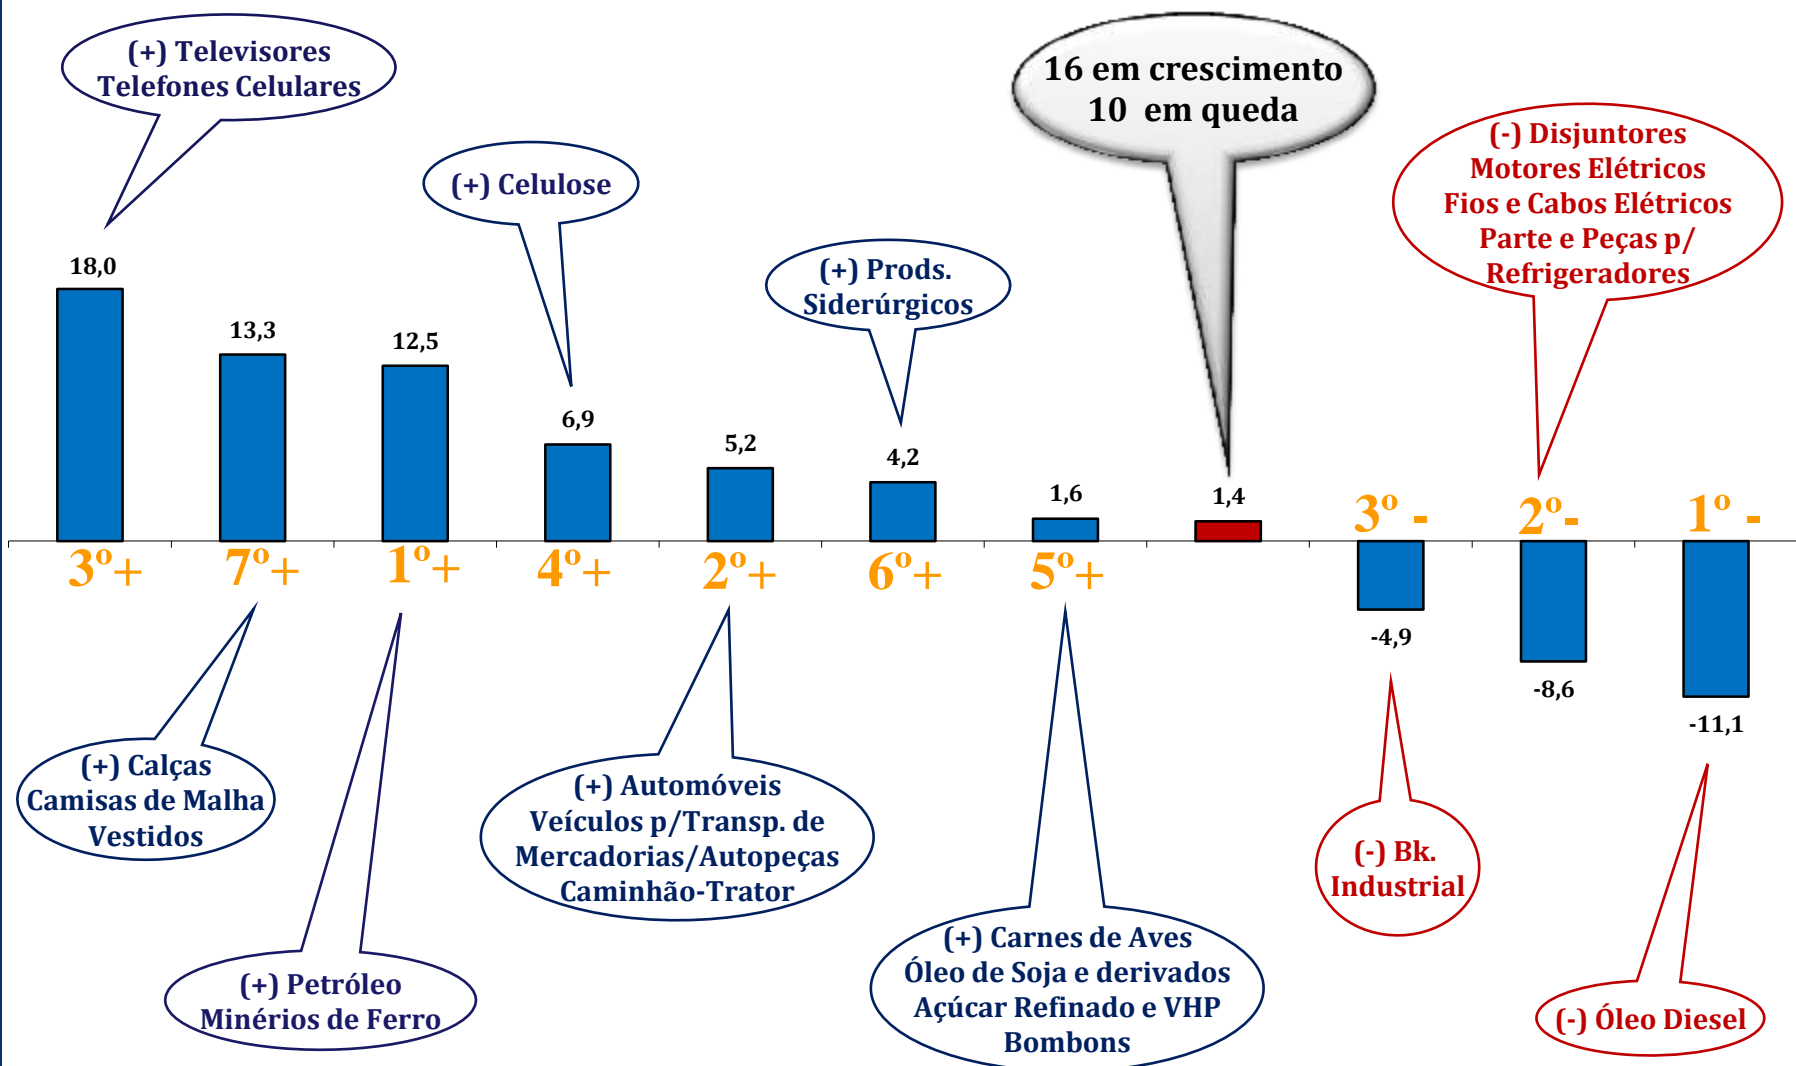 (+) Televisores
Telefones Celulares
16 em crescimento
10 em queda
(-) Disjuntores
Motores Elétricos
Fios e Cabos Elétricos
Parte e Peças p/
Refrigeradores
(+) Celulose
(+) Prods.
Siderúrgicos
18,0
13,3
12,5
6,9
5,2
4,2
1,6
1,4
3º -
2º-
1º -
3º+
7º+
1º+
4º+
2º+
6º+
5º+
-4,9
-8,6
-11,1
(+) Calças
Camisas de Malha
Vestidos
(+) Automóveis
Veículos p/Transp. de
Mercadorias/Autopeças
Caminhão-Trator
(-) Bk.
Industrial
(+) Petróleo
Minérios de Ferro
(+) Carnes de Aves
Óleo de Soja e derivados
Açúcar Refinado e VHP
Bombons
(-) Óleo Diesel